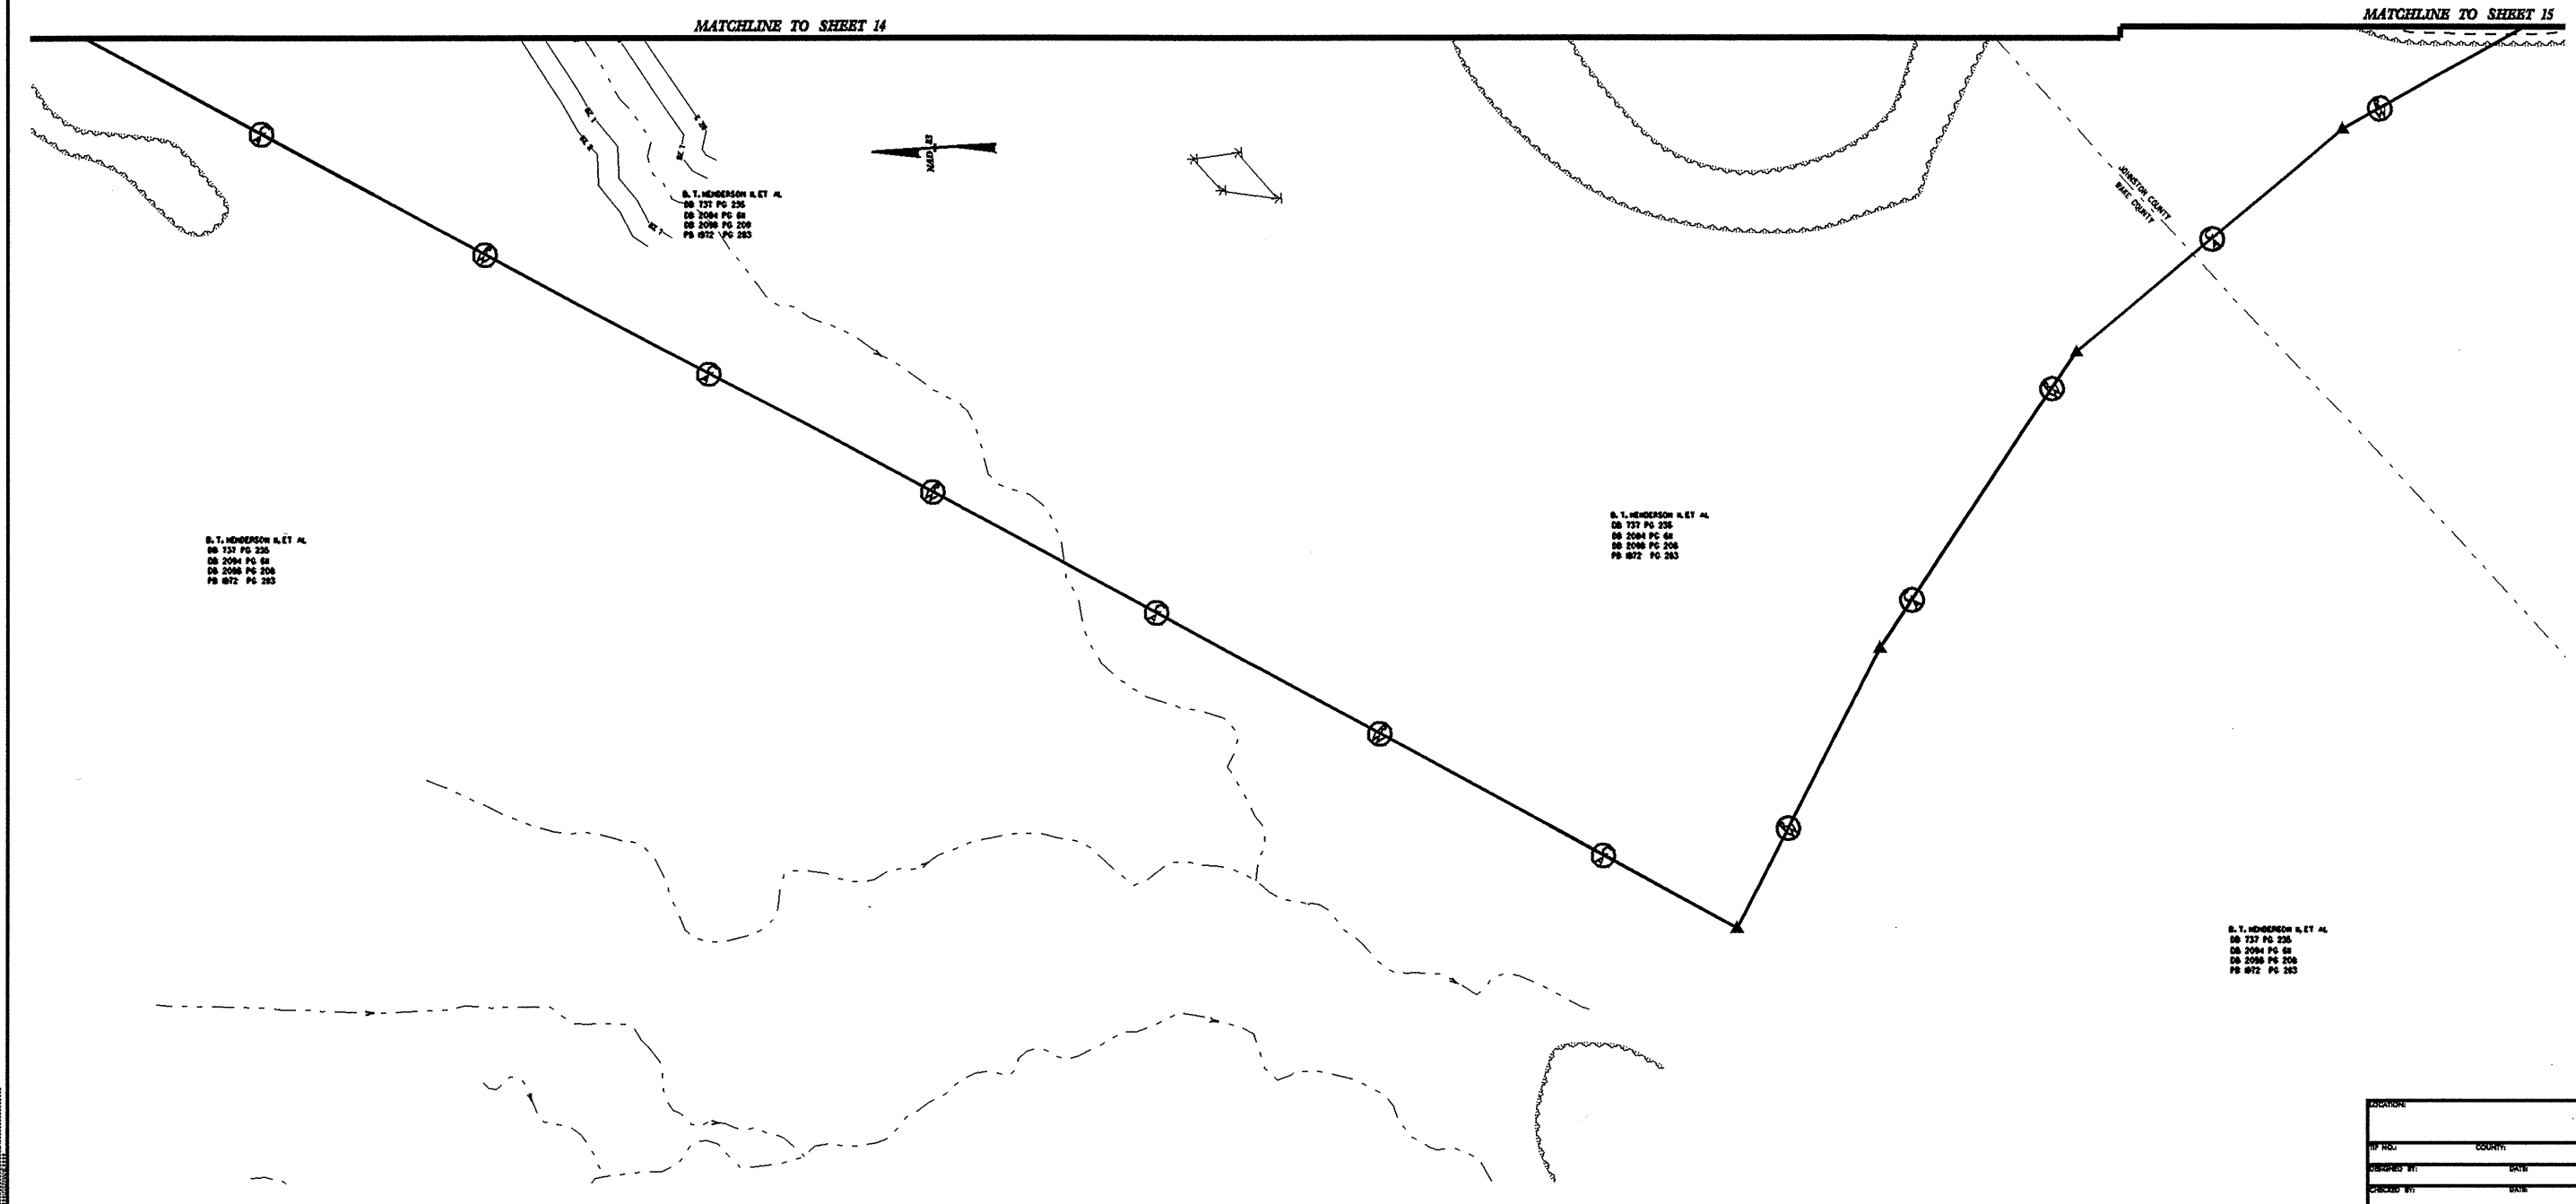 MATCHLINE TO SHEET 14
MATCHLINE TO SHEET 15
NAD 83
JOHNSTON COUNTY
WAKE COUNTY
B. T. HENDERSON II, ET AL
DB 737 PG 235
DB 2094 PG 611
DB 2098 PG 208
PB 1972 PG 283
B. T. HENDERSON II, ET AL
DB 737 PG 235
DB 2094 PG 611
DB 2098 PG 208
PB 1972 PG 283
B. T. HENDERSON II, ET AL
DB 737 PG 235
DB 2094 PG 611
DB 2098 PG 208
PB 1972 PG 283
B. T. HENDERSON II, ET AL
DB 737 PG 235
DB 2094 PG 611
DB 2098 PG 208
PB 1972 PG 283
LOCATION:
TIP NO.: COUNTY:
DESIGNED BY: DATE:
CHECKED BY: DATE: